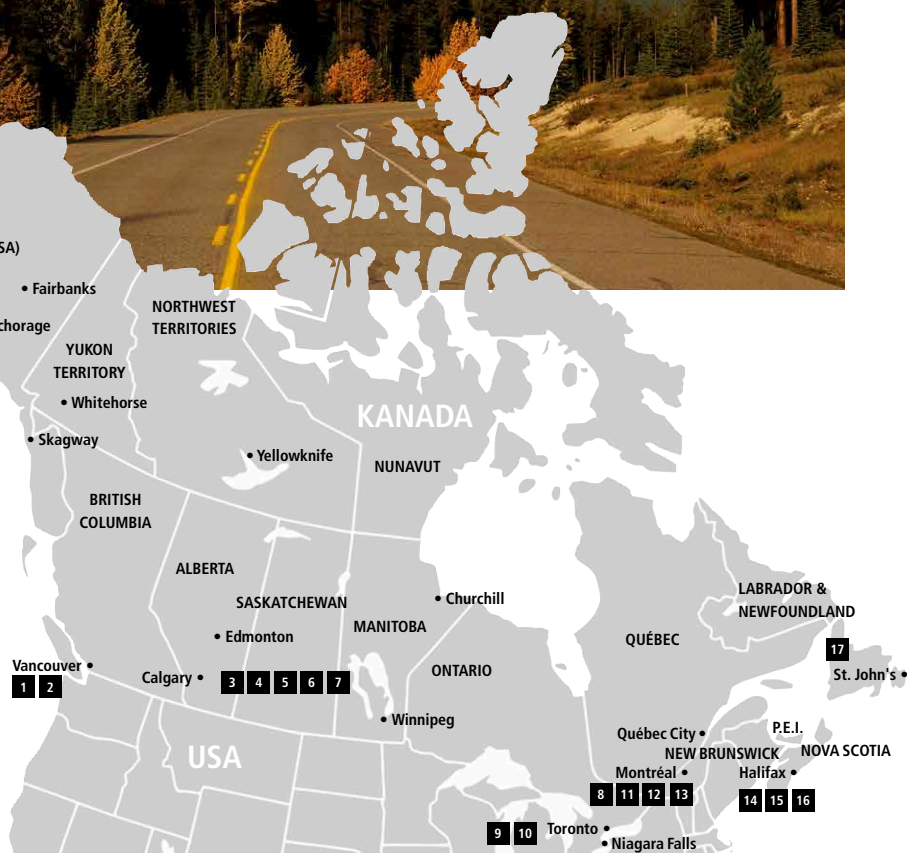 SA)
• Fairbanks
chorage
NORTHWEST
TERRITORIES
YUKON
TERRITORY
• Whitehorse
KANADA
• Skagway
• Yellowknife
NUNAVUT
BRITISH
COLUMBIA
ALBERTA
SASKATCHEWAN
• Churchill
LABRADOR &
NEWFOUNDLAND
MANITOBA
• Edmonton
QUÉBEC
17
Vancouver •
1 2
Calgary •
3 4 5 6 7
ONTARIO
St. John's •
• Winnipeg
Québec City •
P.E.I.
NEW BRUNSWICK
NOVA SCOTIA
USA
Montréal •
8 11 12 13
Halifax •
14 15 16
9 10
Toronto •
• Niagara Falls